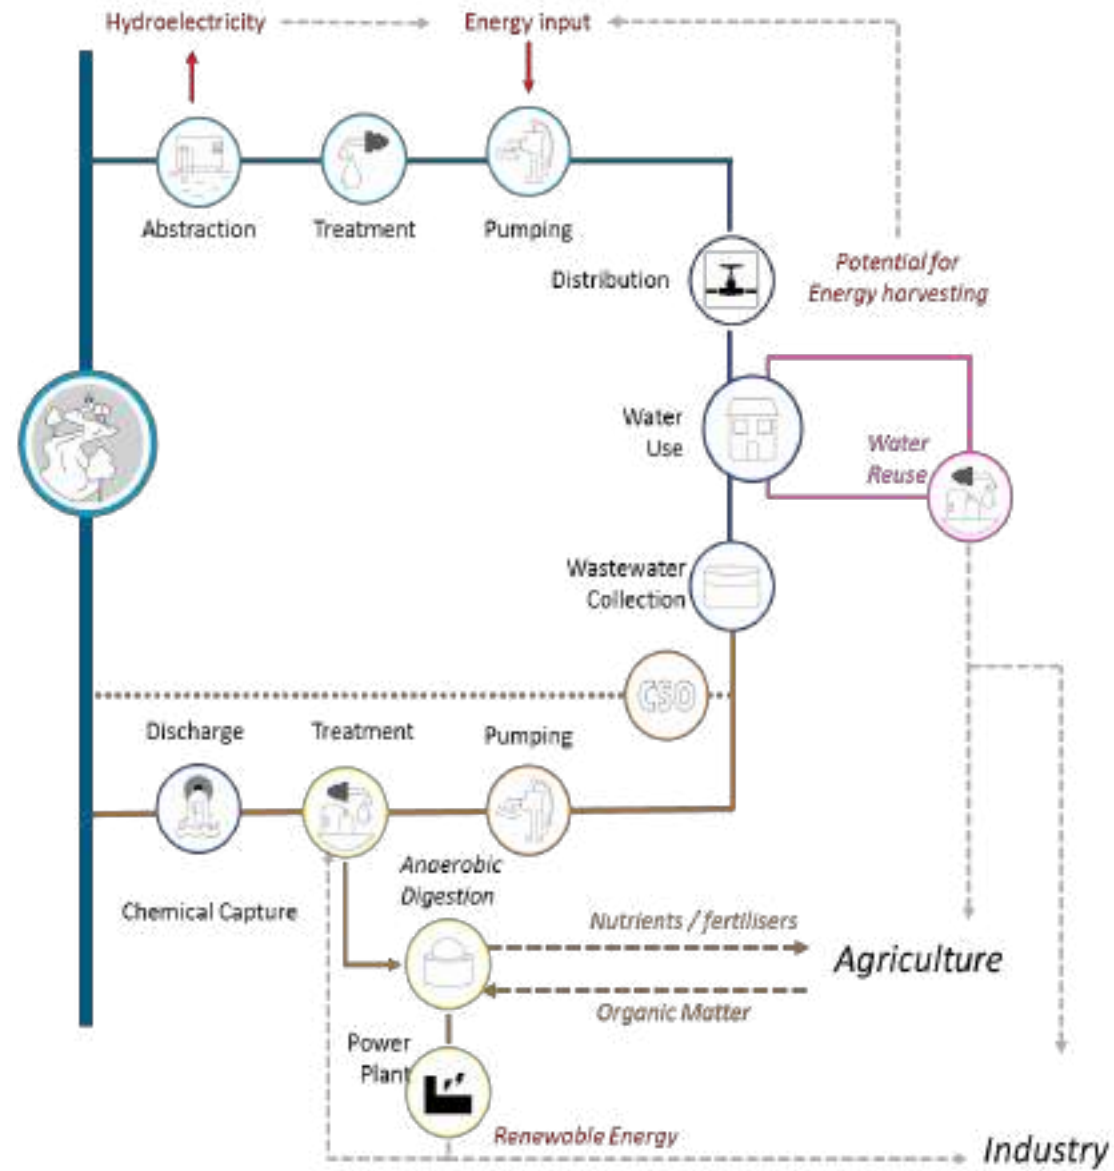 Hydroelectricity
Energy input
Abstraction
Treatment
Pumping
Distribution
Potential for
Energy harvesting
Water
Use
Water
Reuse
Wastewater
Collection
CSO
Discharge
Treatment
Pumping
Chemical Capture
Anaerobic
Digestion
Nutrients / fertilisers
Agriculture
Organic Matter
Power
Plant
Renewable Energy
Industry